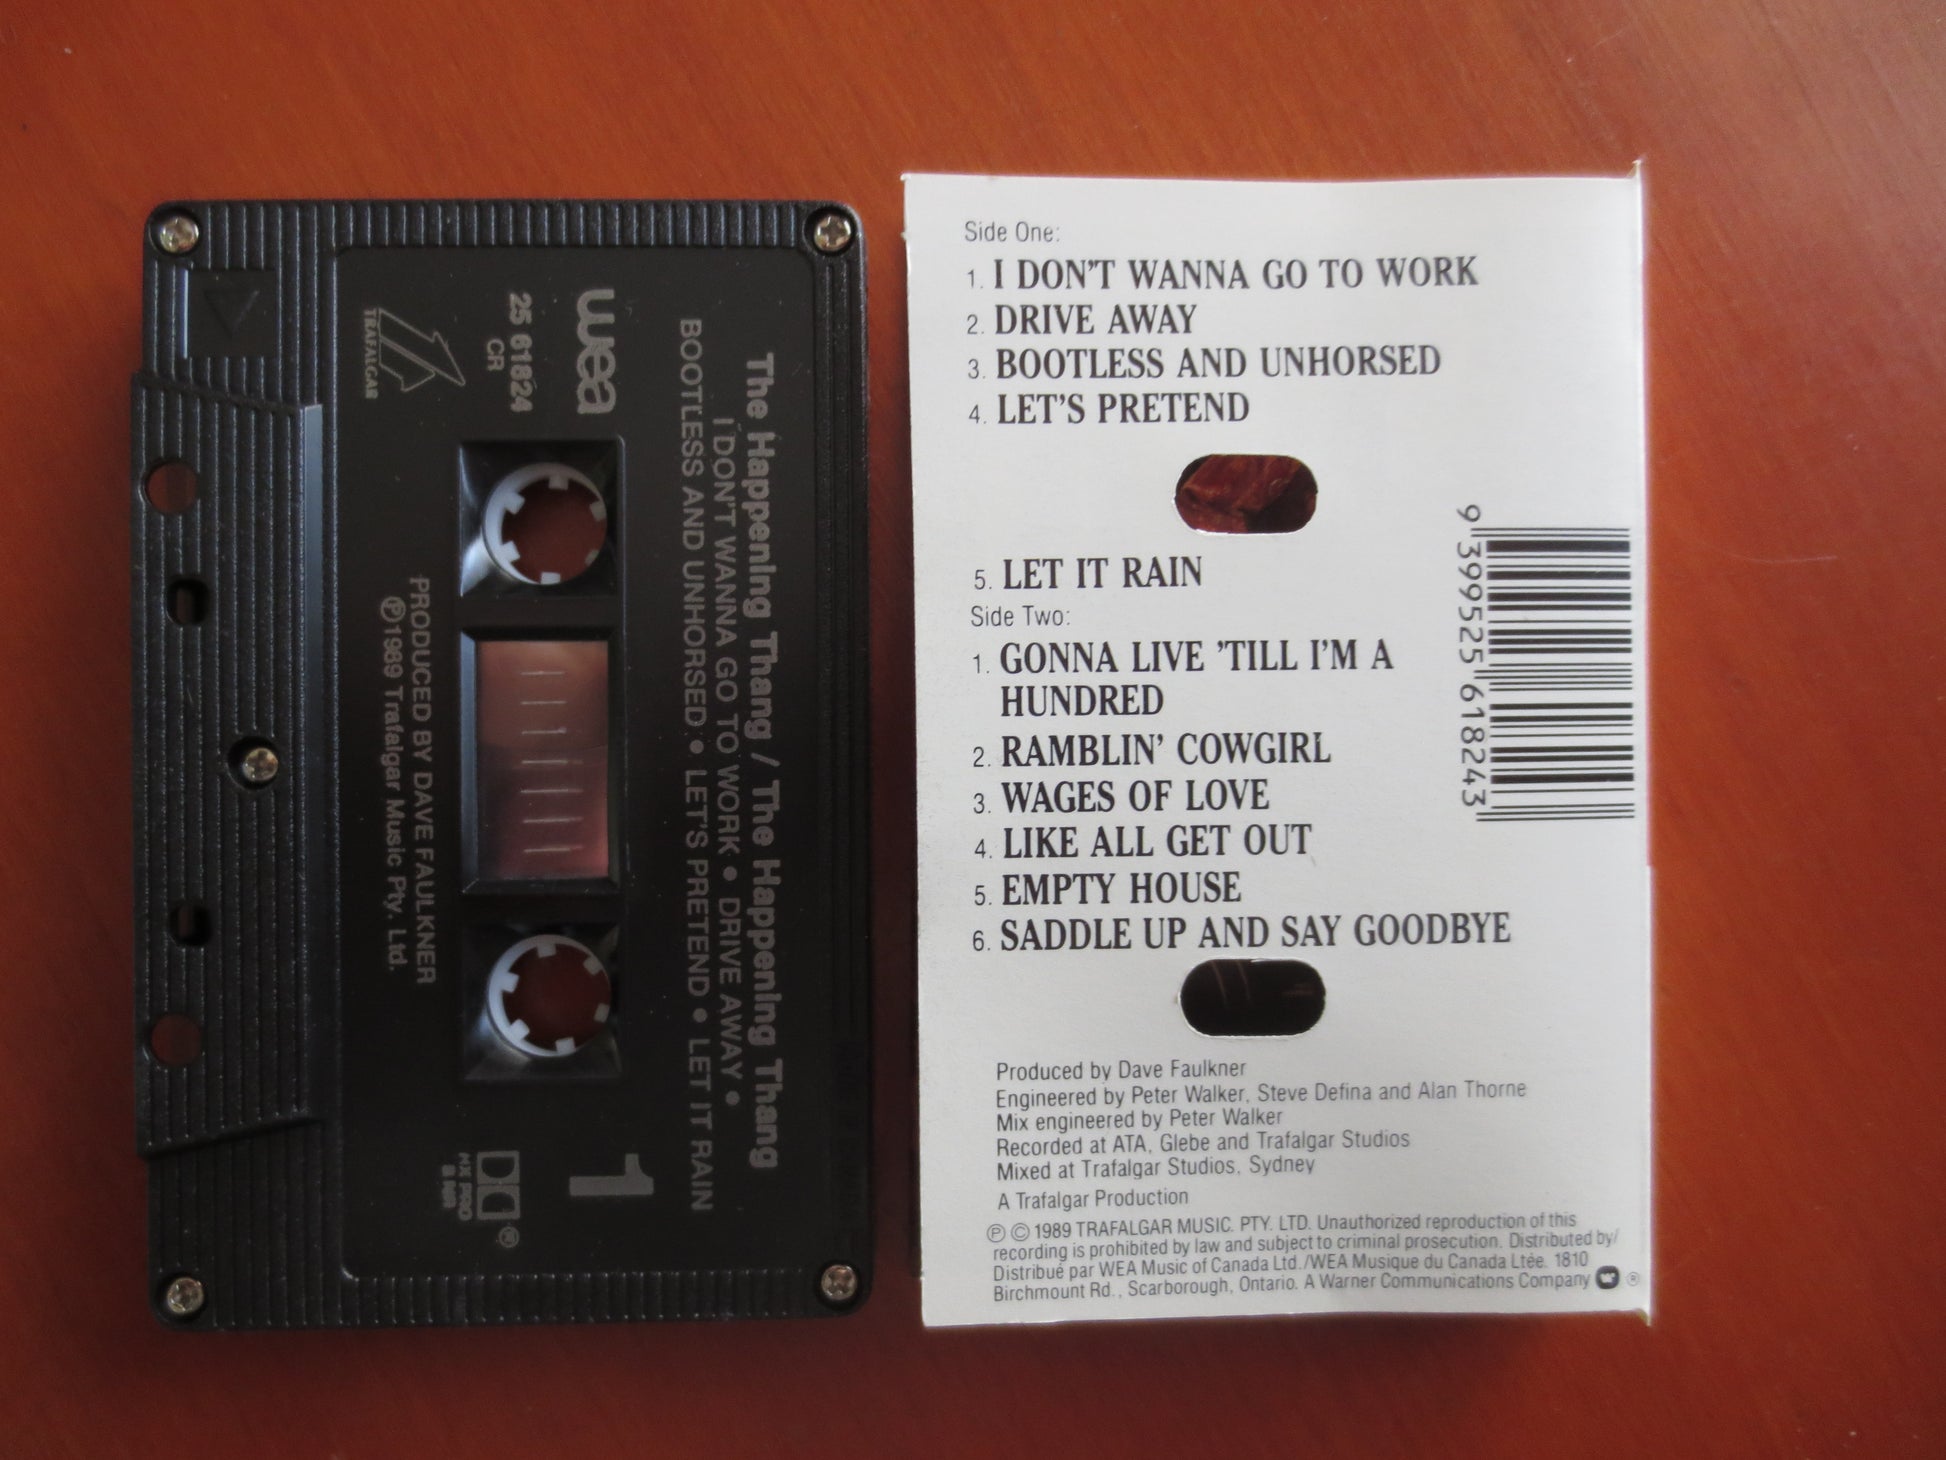 wea
25 61824
CR
TRAFALGAR
The Happening Thang / The Happening Thang
I DON'T WANNA GO TO WORK • DRIVE AWAY •
BOOTLESS AND UNHORSED • LET'S PRETEND • LET IT RAIN
1
PRODUCED BY DAVE FAULKNER
℗1989 Trafalgar Music Pty. Ltd.
HX PRO
B NR
®
Side One:
1. I DON'T WANNA GO TO WORK
2. DRIVE AWAY
3. BOOTLESS AND UNHORSED
4. LET'S PRETEND
5. LET IT RAIN
Side Two:
1. GONNA LIVE 'TILL I'M A
HUNDRED
2. RAMBLIN' COWGIRL
3. WAGES OF LOVE
4. LIKE ALL GET OUT
5. EMPTY HOUSE
6. SADDLE UP AND SAY GOODBYE
9 399525 618243
Produced by Dave Faulkner
Engineered by Peter Walker, Steve Defina and Alan Thorne
Mix engineered by Peter Walker
Recorded at ATA, Glebe and Trafalgar Studios
Mixed at Trafalgar Studios, Sydney
A Trafalgar Production
℗ © 1989 TRAFALGAR MUSIC. PTY. LTD. Unauthorized reproduction of this
recording is prohibited by law and subject to criminal prosecution. Distributed by/
Distribué par WEA Music of Canada Ltd./WEA Musique du Canada Ltée. 1810
Birchmount Rd., Scarborough, Ontario. A Warner Communications Company ®